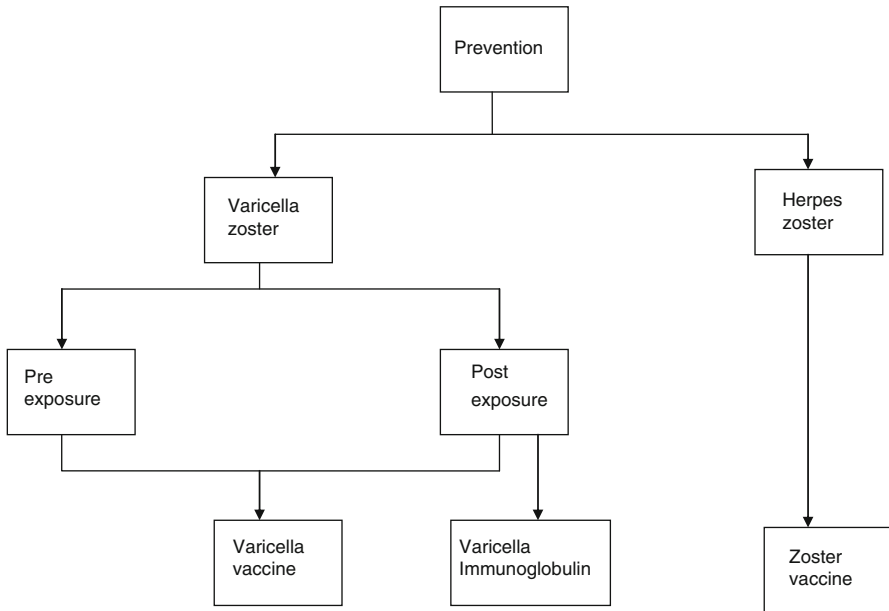 Prevention
Varicella
zoster
Herpes
zoster
Pre
exposure
Post
exposure
Varicella
vaccine
Varicella
Immunoglobulin
Zoster
vaccine